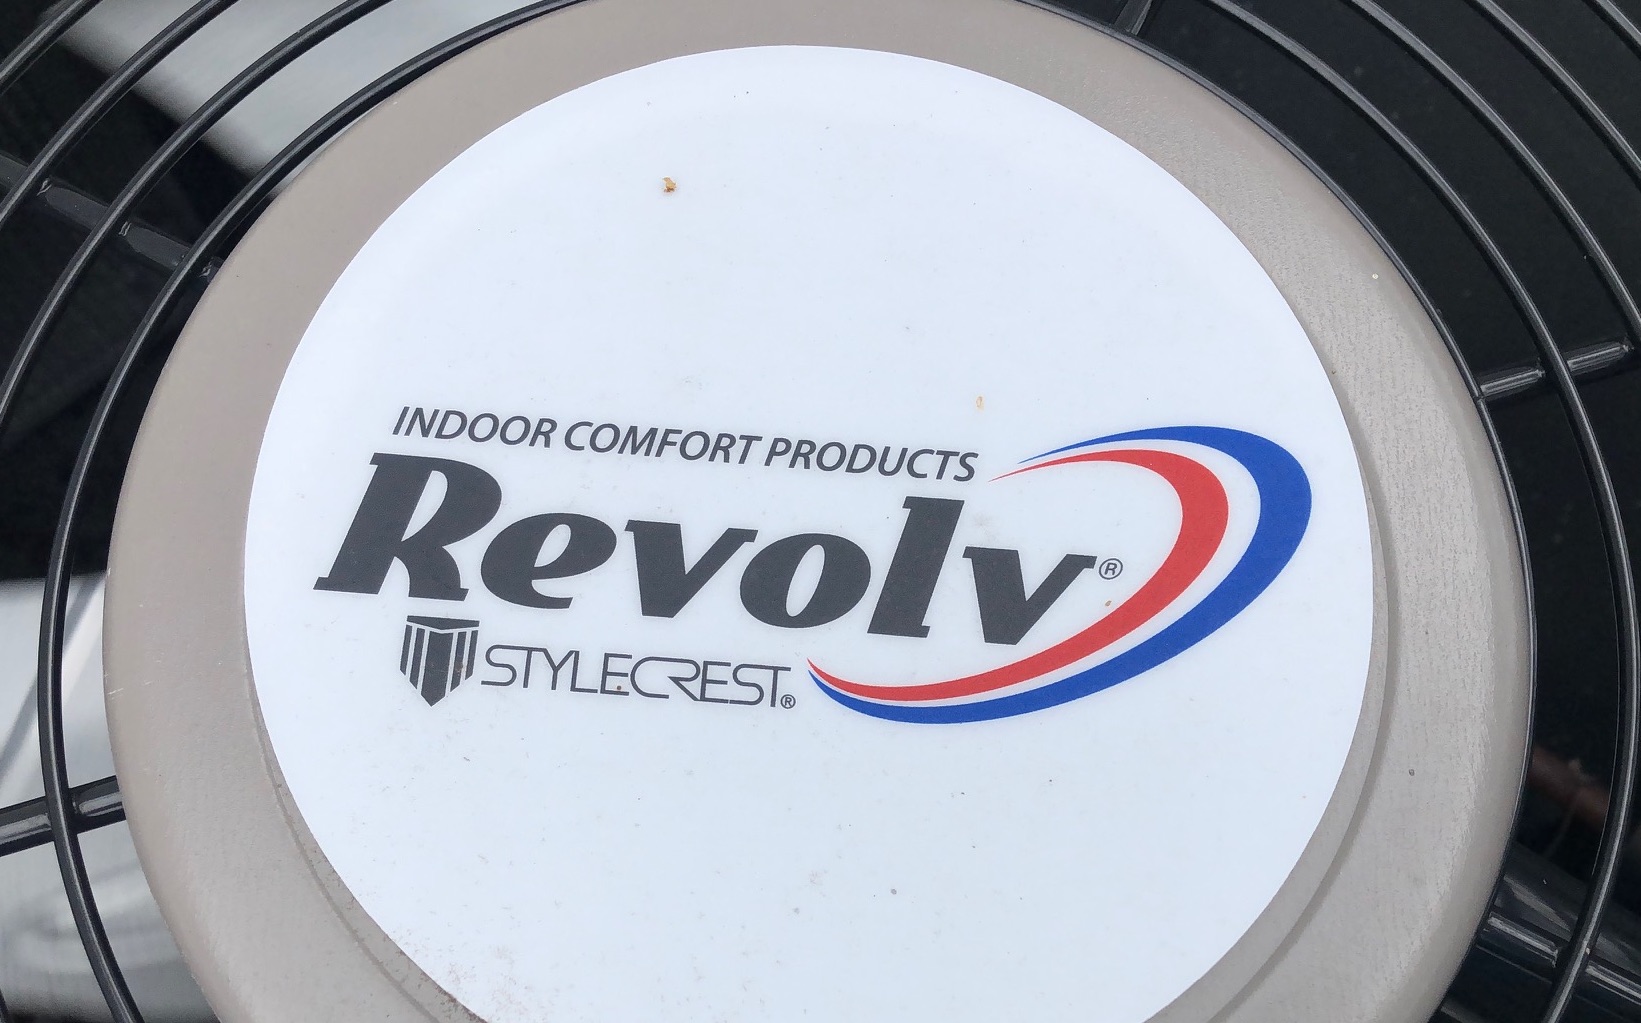 INDOOR COMFORT PRODUCTS
Revolv®
STYLECREST®